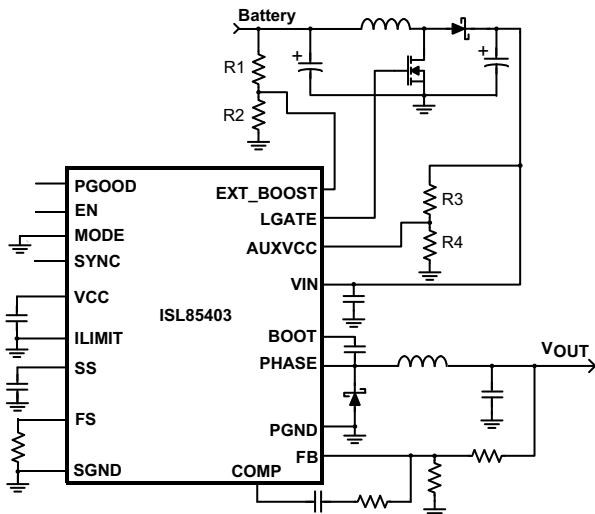 Battery
R1
R2
PGOOD
EN
MODE
SYNC
VCC
ILIMIT
SS
FS
SGND
ISL85403
EXT_BOOST
LGATE
AUXVCC
VIN
BOOT
PHASE
PGND
FB
COMP
R3
R4
VOUT
+
+